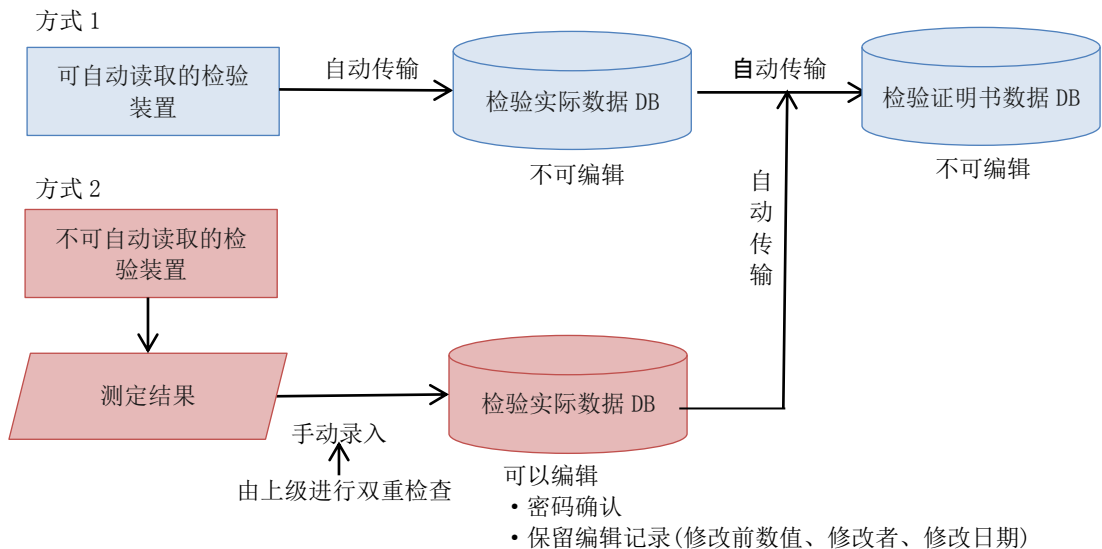 方式 1
可自动读取的检验
装置
自动传输
检验实际数据 DB
不可编辑
自动传输
检验证明书数据 DB
不可编辑
方式 2
不可自动读取的检
验装置
测定结果
手动录入
由上级进行双重检查
检验实际数据 DB
可以编辑
・密码确认
・保留编辑记录(修改前数值、修改者、修改日期)
自
动
传
输